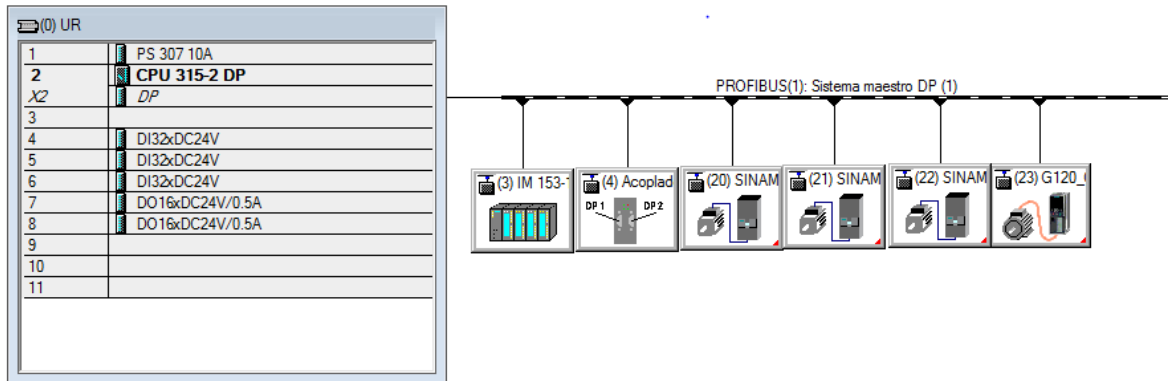 (0) UR
1 PS 307 10A
2 CPU 315-2 DP
X2 DP
3
4 DI32xDC24V
5 DI32xDC24V
6 DI32xDC24V
7 DO16xDC24V/0.5A
8 DO16xDC24V/0.5A
9
10
11
PROFIBUS(1): Sistema maestro DP (1)
(3) IM 153-1
(4) Acoplad
DP 1 DP 2
(20) SINAM
(21) SINAM
(22) SINAM
(23) G120_